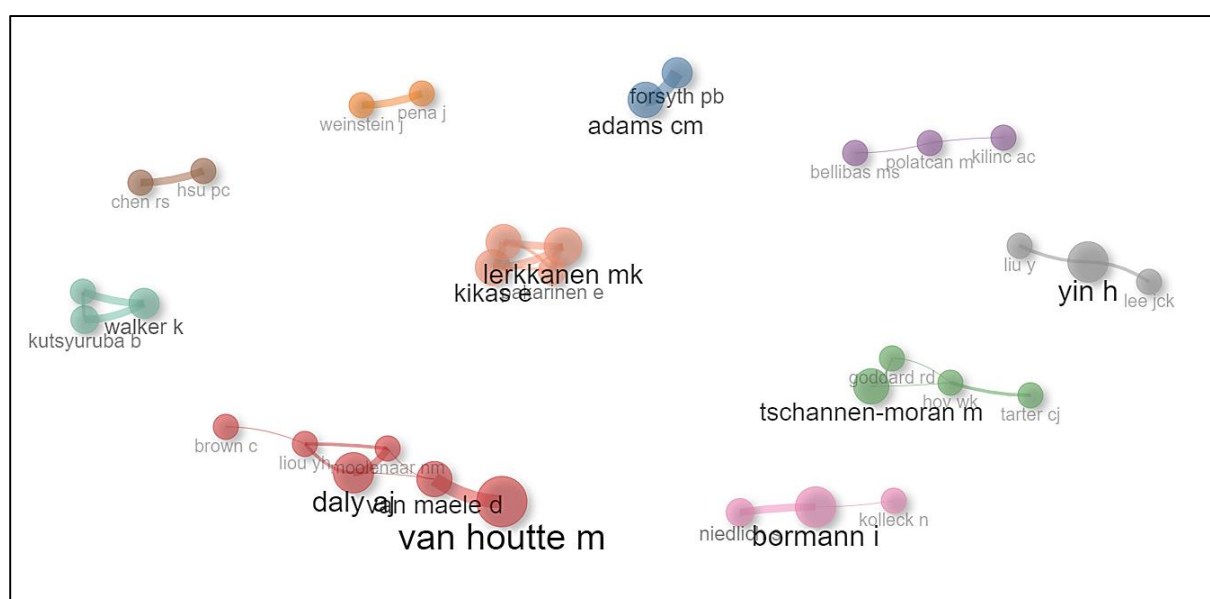 forsyth pb
adams cm
pena j
weinstein j
polatcan m
kilinc ac
bellibas ms
hsu pc
chen rs
lerkkanen mk
kikas e
pakarinen e
liu y
yin h
lee jck
walker k
kutsyuruba b
goddard rd
hoy wk
tschannen-moran m
tarter cj
brown c
liou yh
moolenaar nm
daly aj
van maele d
van houtte m
kolleck n
niedlich s
bormann i